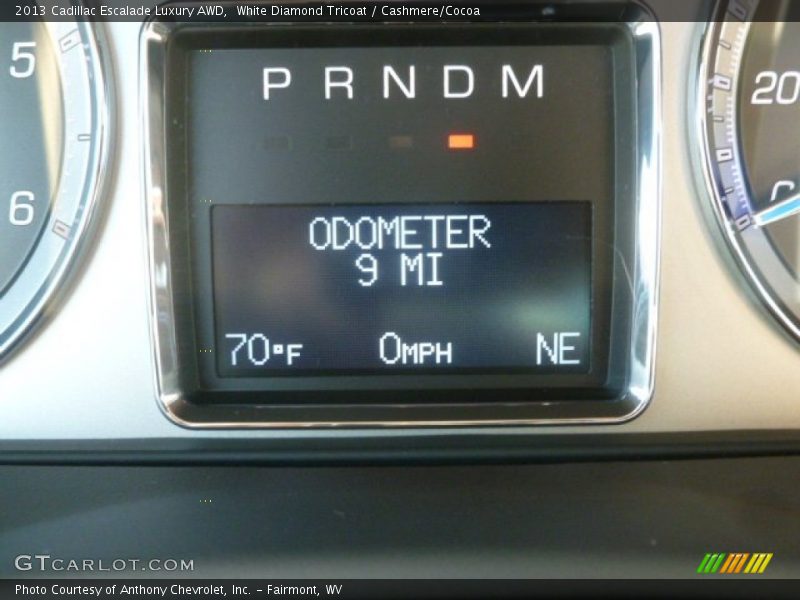 2013 Cadillac Escalade Luxury AWD,  White Diamond Tricoat / Cashmere/Cocoa
5
6
P R N D M
ODOMETER
9 MI
70°F 0MPH NE
20
GTCARLOT.COM
Photo Courtesy of Anthony Chevrolet, Inc. – Fairmont, WV